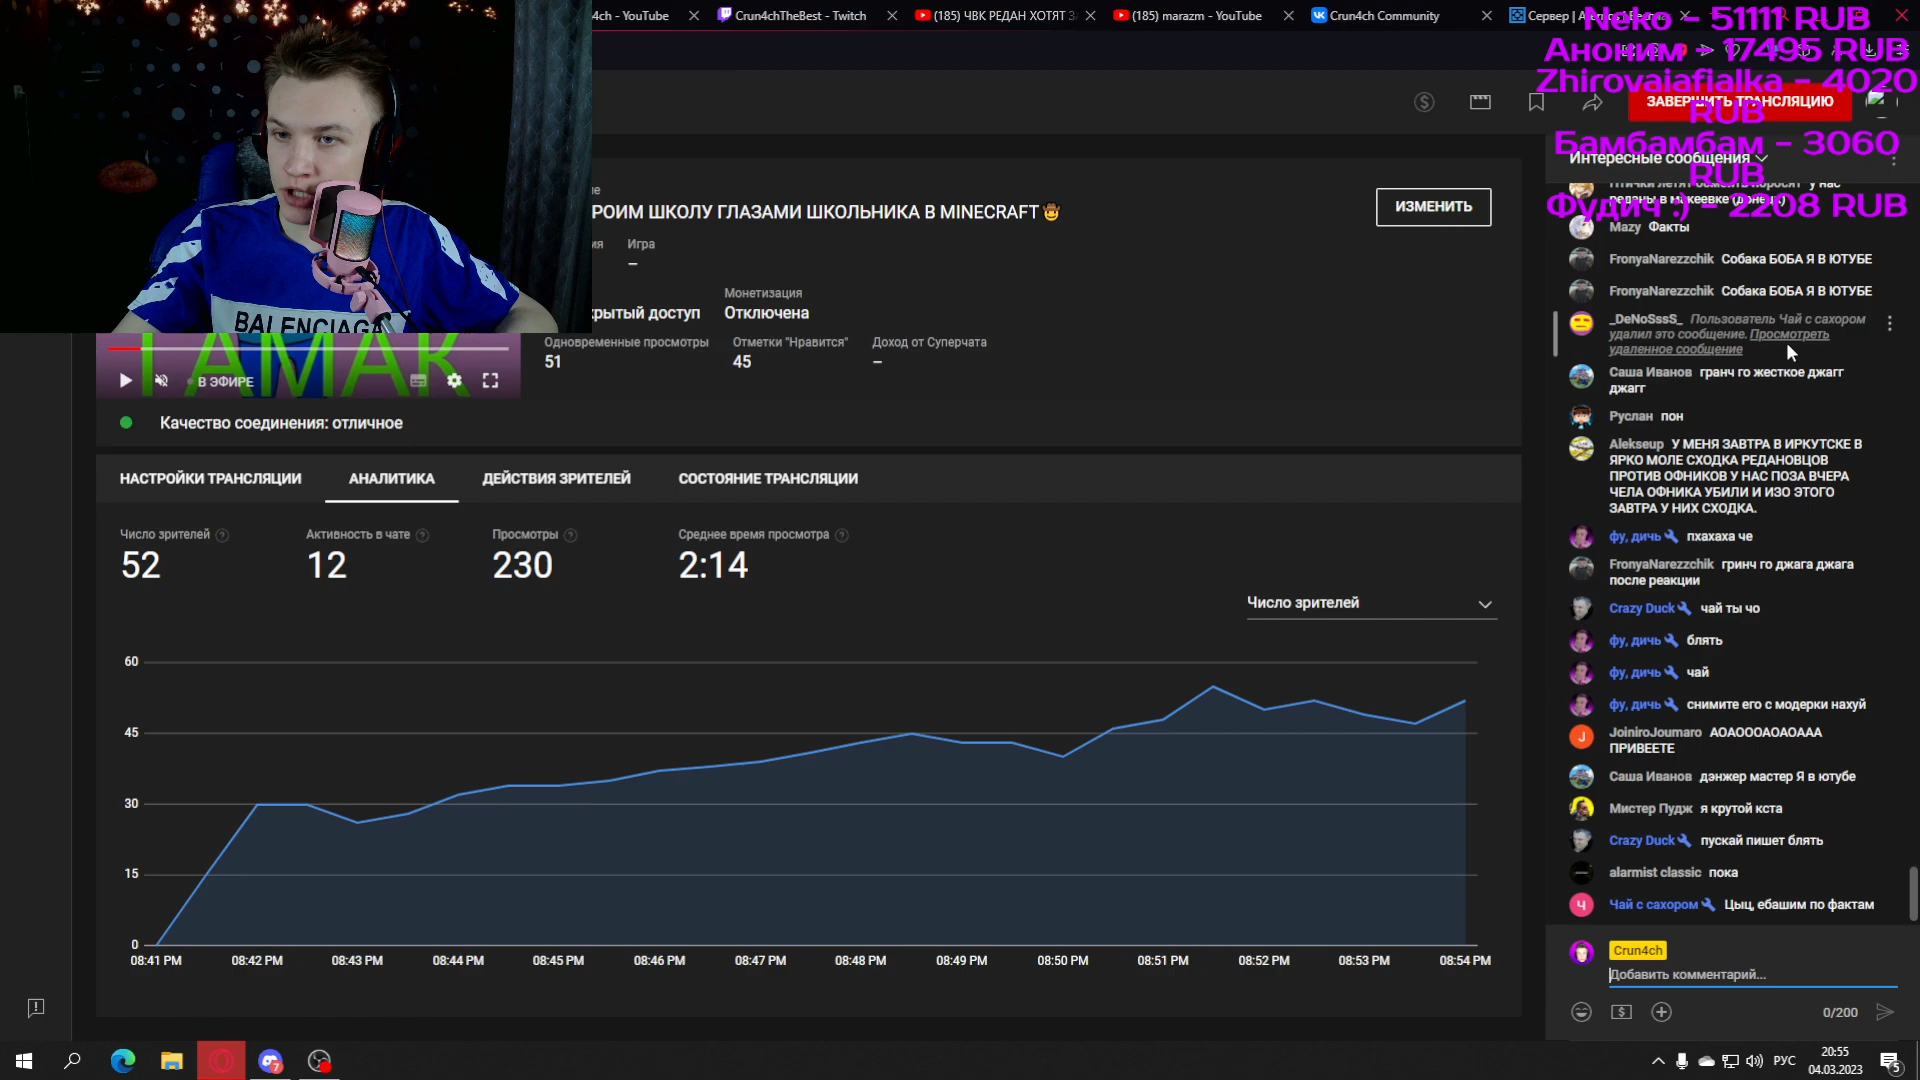 4ch - YouTube
Crun4chTheBest - Twitch
(185) ЧВК РЕДАН ХОТЯТ З
(185) marazm - YouTube
Crun4ch Community
Сервер |
Neko - 51111 RUB
Аноним - 17495 RUB
Zhirovaiafialka - 4020
RUB
Бамбамбам - 3060
RUB
Фудич :) - 2208 RUB
ЗАВЕРШИТЬ ТРАНСЛЯЦИЮ
РОИМ ШКОЛУ ГЛАЗАМИ ШКОЛЬНИКА В MINECRAFT🤠
ИЗМЕНИТЬ
Игра
–
Монетизация
крытый доступ
Отключена
BALENCIAGA
Одновременные просмотры
51
Отметки "Нравится"
45
Доход от Суперчата
–
ГАМАК
В ЭФИРЕ
Качество соединения: отличное
НАСТРОЙКИ ТРАНСЛЯЦИИ
АНАЛИТИКА
ДЕЙСТВИЯ ЗРИТЕЛЕЙ
СОСТОЯНИЕ ТРАНСЛЯЦИИ
Число зрителей
52
Активность в чате
12
Просмотры
230
Среднее время просмотра
2:14
Число зрителей
60
45
30
15
0
08:41 PM
08:42 PM
08:43 PM
08:44 PM
08:45 PM
08:46 PM
08:47 PM
08:48 PM
08:49 PM
08:50 PM
08:51 PM
08:52 PM
08:53 PM
08:54 PM
Интересные сообщения
реданы в макеевке (донецк)
Mazy Факты
FronyaNarezzchik Собака БОБА Я В ЮТУБЕ
FronyaNarezzchik Собака БОБА Я В ЮТУБЕ
_DeNoSssS_ Пользователь Чай с сахором
удалил это сообщение. Просмотреть
удаленное сообщение
Саша Иванов гранч го жесткое джагг
джагг
Руслан пон
Alekseup У МЕНЯ ЗАВТРА В ИРКУТСКЕ В
ЯРКО МОЛЕ СХОДКА РЕДАНОВЦОВ
ПРОТИВ ОФНИКОВ У НАС ПОЗА ВЧЕРА
ЧЕЛА ОФНИКА УБИЛИ И ИЗО ЭТОГО
ЗАВТРА У НИХ СХОДКА.
фу, дичь пхахаха че
FronyaNarezzchik гринч го джага джага
после реакции
Crazy Duck чай ты чо
фу, дичь блять
фу, дичь чай
фу, дичь снимите его с модерки нахуй
JoiniroJoumaro АОАОООАОАОААА
ПРИВЕЕТЕ
Саша Иванов дэнжер мастер Я в ютубе
Мистер Пудж я крутой кста
Crazy Duck пускай пишет блять
alarmist classic пока
Чай с сахором Цыц, ебашим по фактам
Crun4ch
Добавить комментарий...
0/200
РУС
20:55
04.03.2023
7
5